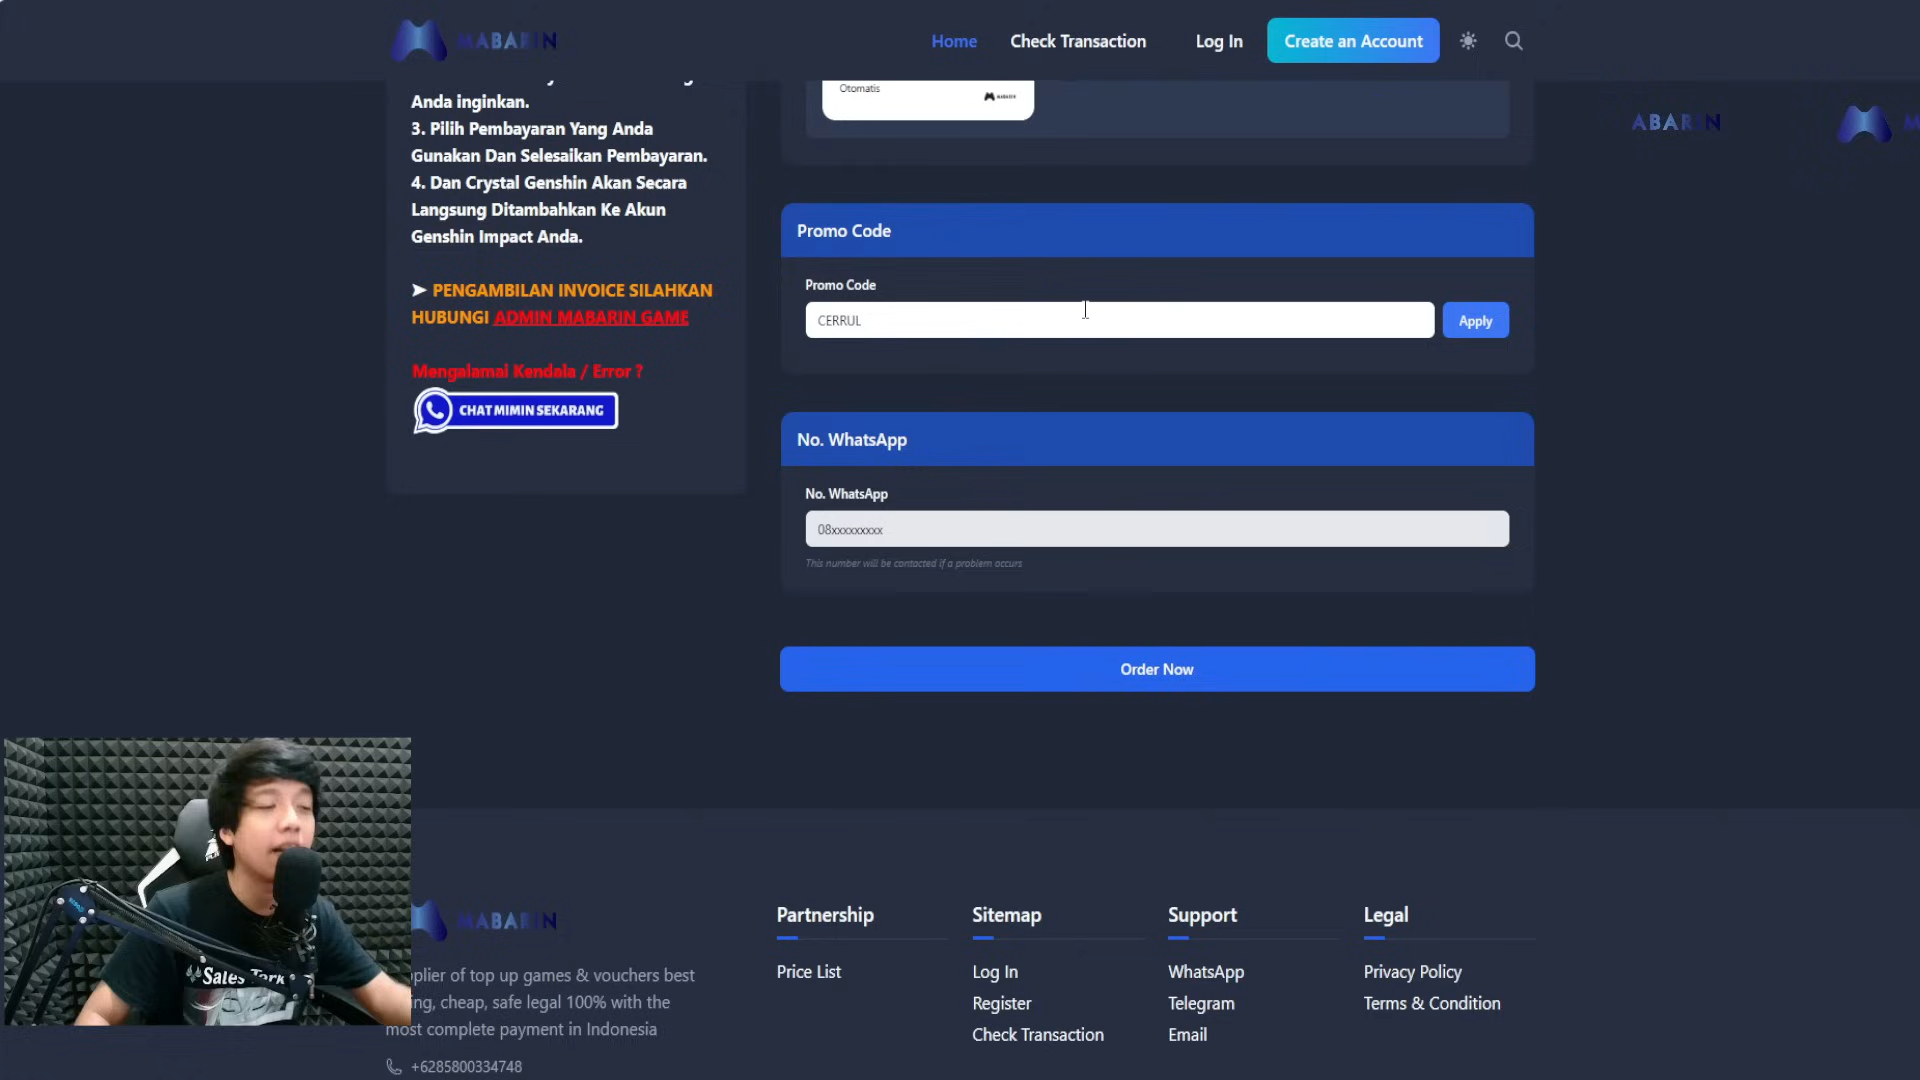 MABARIN
Home
Check Transaction
Log In
Create an Account
Anda inginkan.
3. Pilih Pembayaran Yang Anda
Gunakan Dan Selesaikan Pembayaran.
4. Dan Crystal Genshin Akan Secara
Langsung Ditambahkan Ke Akun
Genshin Impact Anda.
➤ PENGAMBILAN INVOICE SILAHKAN
HUBUNGI ADMIN MABARIN GAME
Mengalamai Kendala / Error ?
CHAT MIMIN SEKARANG
Otomatis
MABARIN
ABARIN
M
Promo Code
Promo Code
CERRUL
Apply
No. WhatsApp
No. WhatsApp
08xxxxxxxxx
This number will be contacted if a problem occurs
Order Now
MABARIN
plier of top up games & vouchers best
ing, cheap, safe legal 100% with the
most complete payment in Indonesia
+6285800334748
Partnership
Price List
Sitemap
Log In
Register
Check Transaction
Support
WhatsApp
Telegram
Email
Legal
Privacy Policy
Terms & Condition